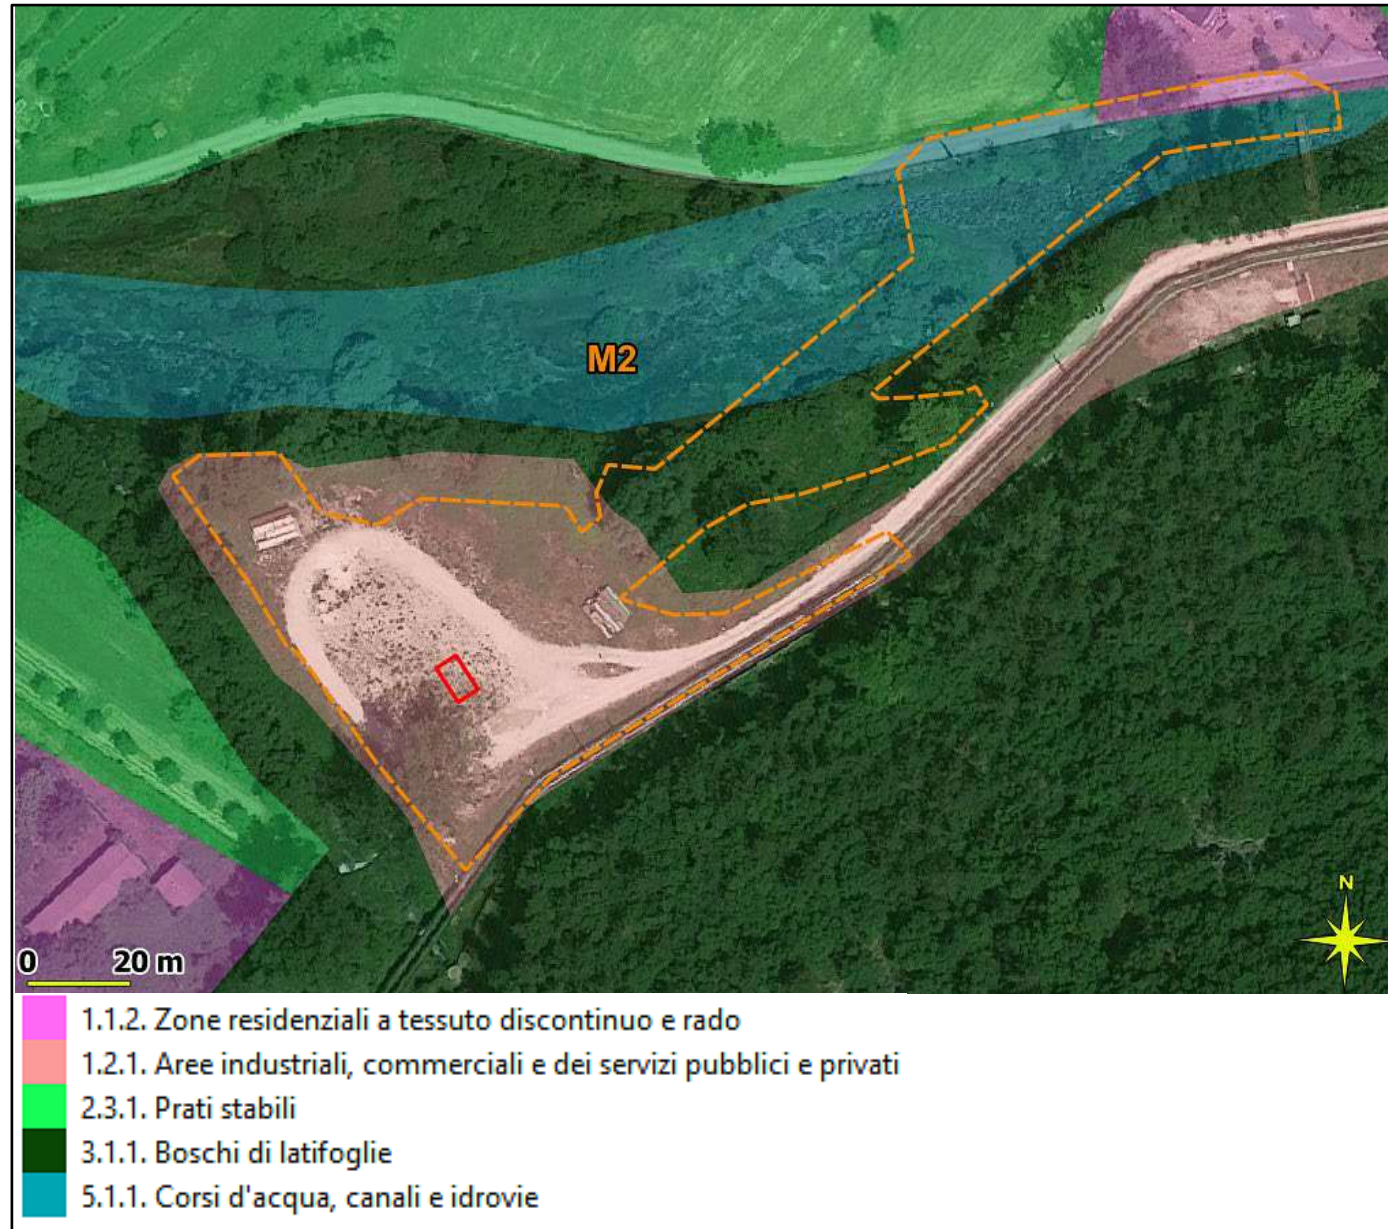 M2
N
0 20 m
1.1.2. Zone residenziali a tessuto discontinuo e rado
1.2.1. Aree industriali, commerciali e dei servizi pubblici e privati
2.3.1. Prati stabili
3.1.1. Boschi di latifoglie
5.1.1. Corsi d'acqua, canali e idrovie